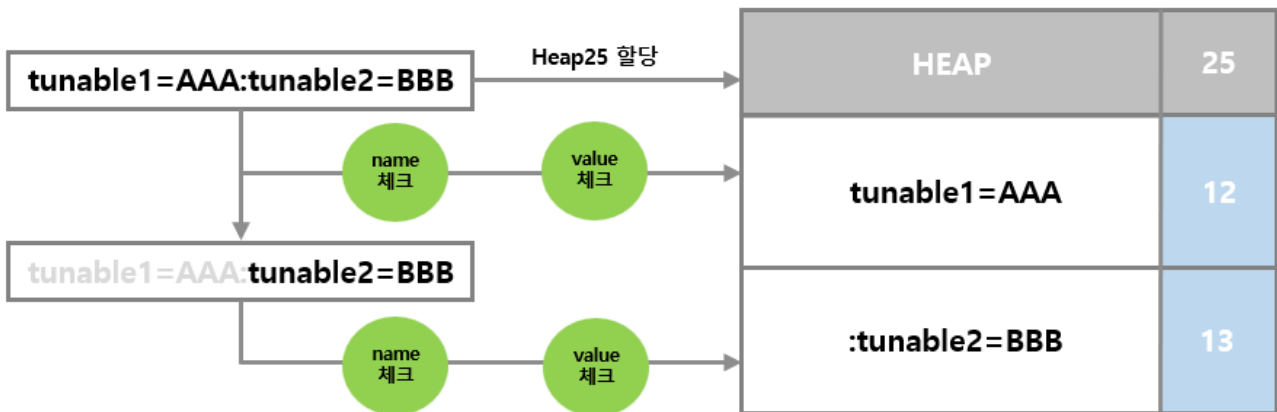 Heap25 할당
tunable1=AAA:tunable2=BBB
HEAP
25
name
체크
value
체크
tunable1=AAA
12
tunable1=AAA:tunable2=BBB
name
체크
value
체크
:tunable2=BBB
13